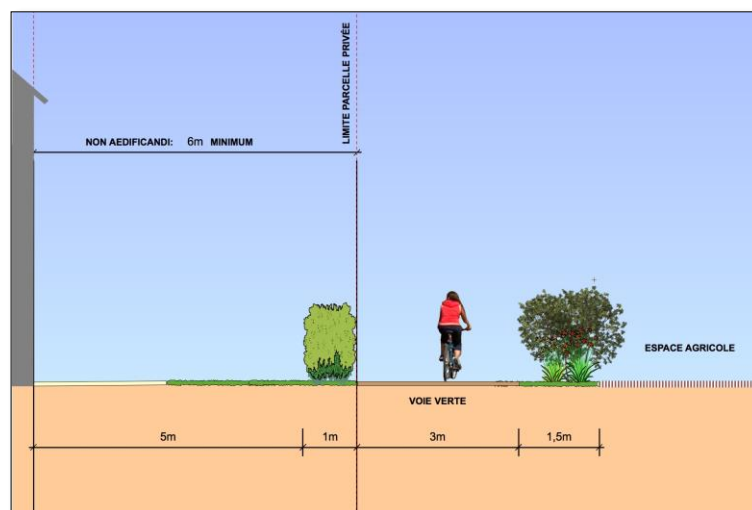 LIMITE PARCELLE PRIVÉE
NON AEDIFICANDI: 6m MINIMUM
ESPACE AGRICOLE
VOIE VERTE
5m
1m
3m
1,5m